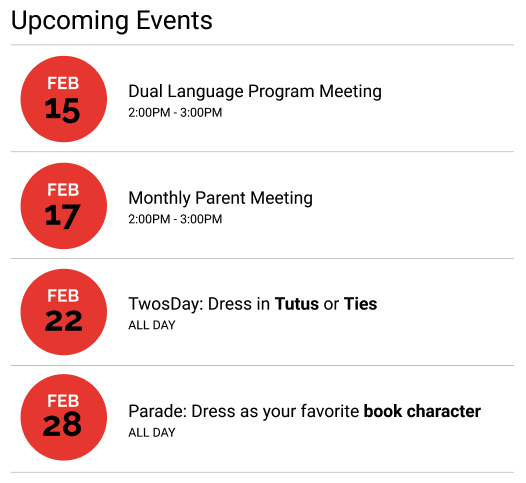 Upcoming Events
FEB
15
Dual Language Program Meeting
2:00PM - 3:00PM
FEB
17
Monthly Parent Meeting
2:00PM - 3:00PM
FEB
22
TwosDay: Dress in Tutus or Ties
ALL DAY
FEB
28
Parade: Dress as your favorite book character
ALL DAY